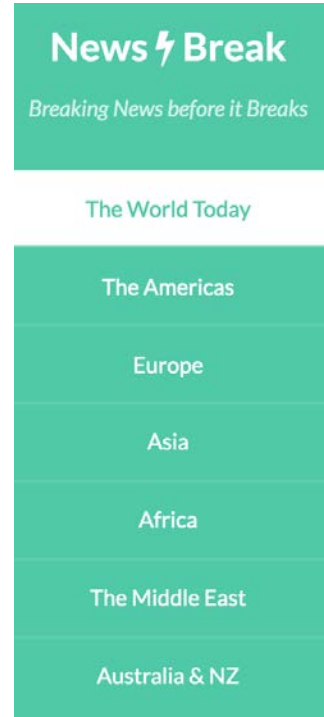 News Break
Breaking News before it Breaks
The World Today
The Americas
Europe
Asia
Africa
The Middle East
Australia & NZ